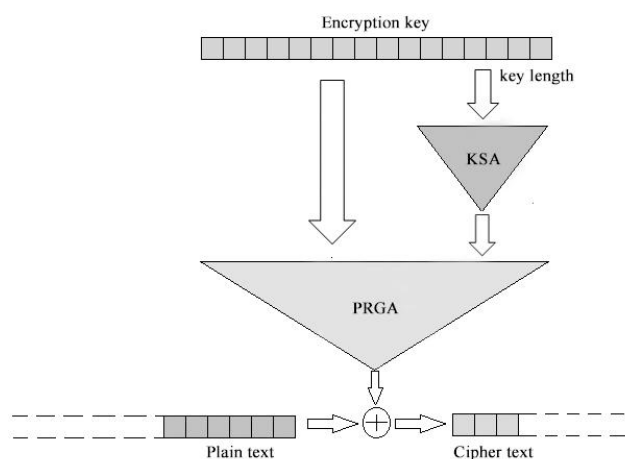 Encryption key
key length
KSA
PRGA
Plain text
Cipher text